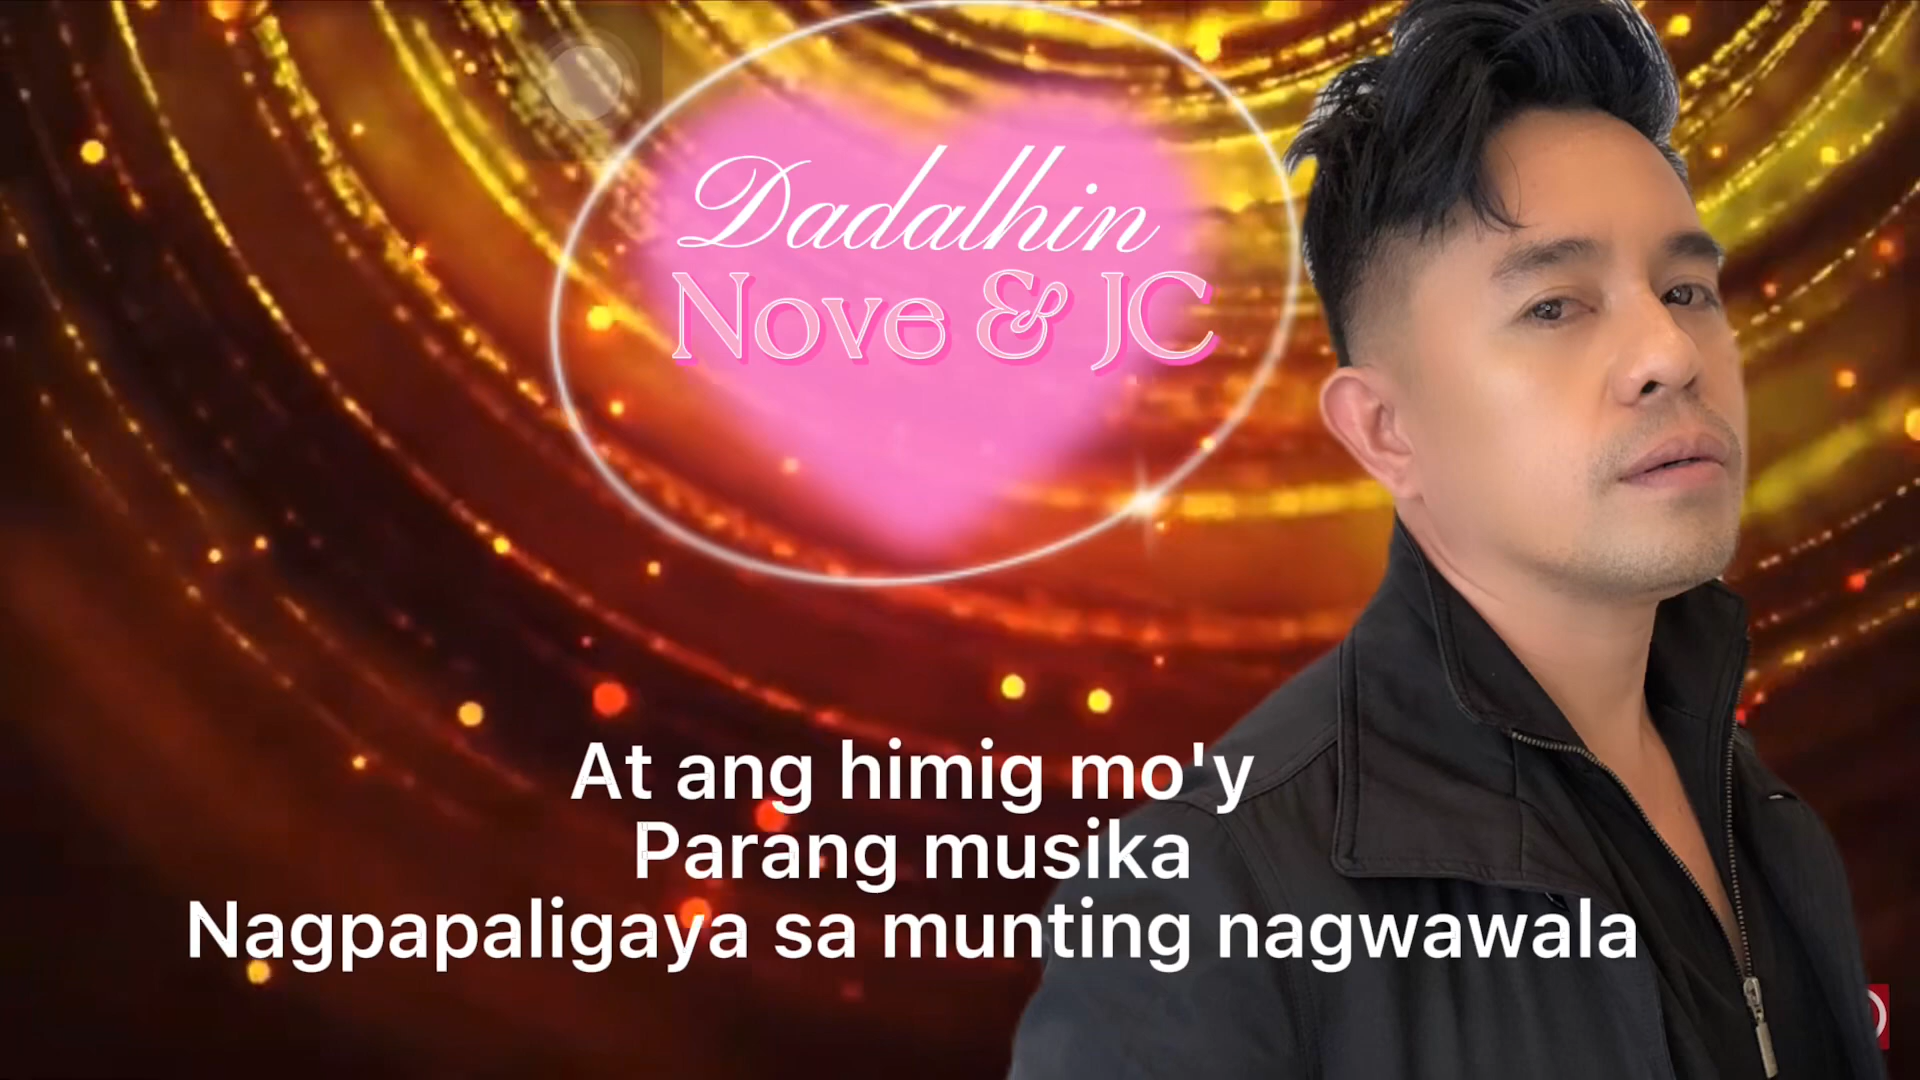 Dadalhin
Nove & JC
At ang himig mo'y
Parang musika
Nagpapaligaya sa munting nagwawala